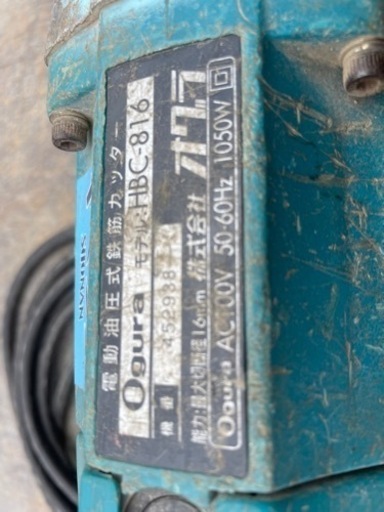 電動油圧式鉄筋カッター
Ogura モデル:HBC-816
機番 452938
能力:最大切断径16mm 株式会社オグラ
Ogura AC100V 50-60Hz 1050W